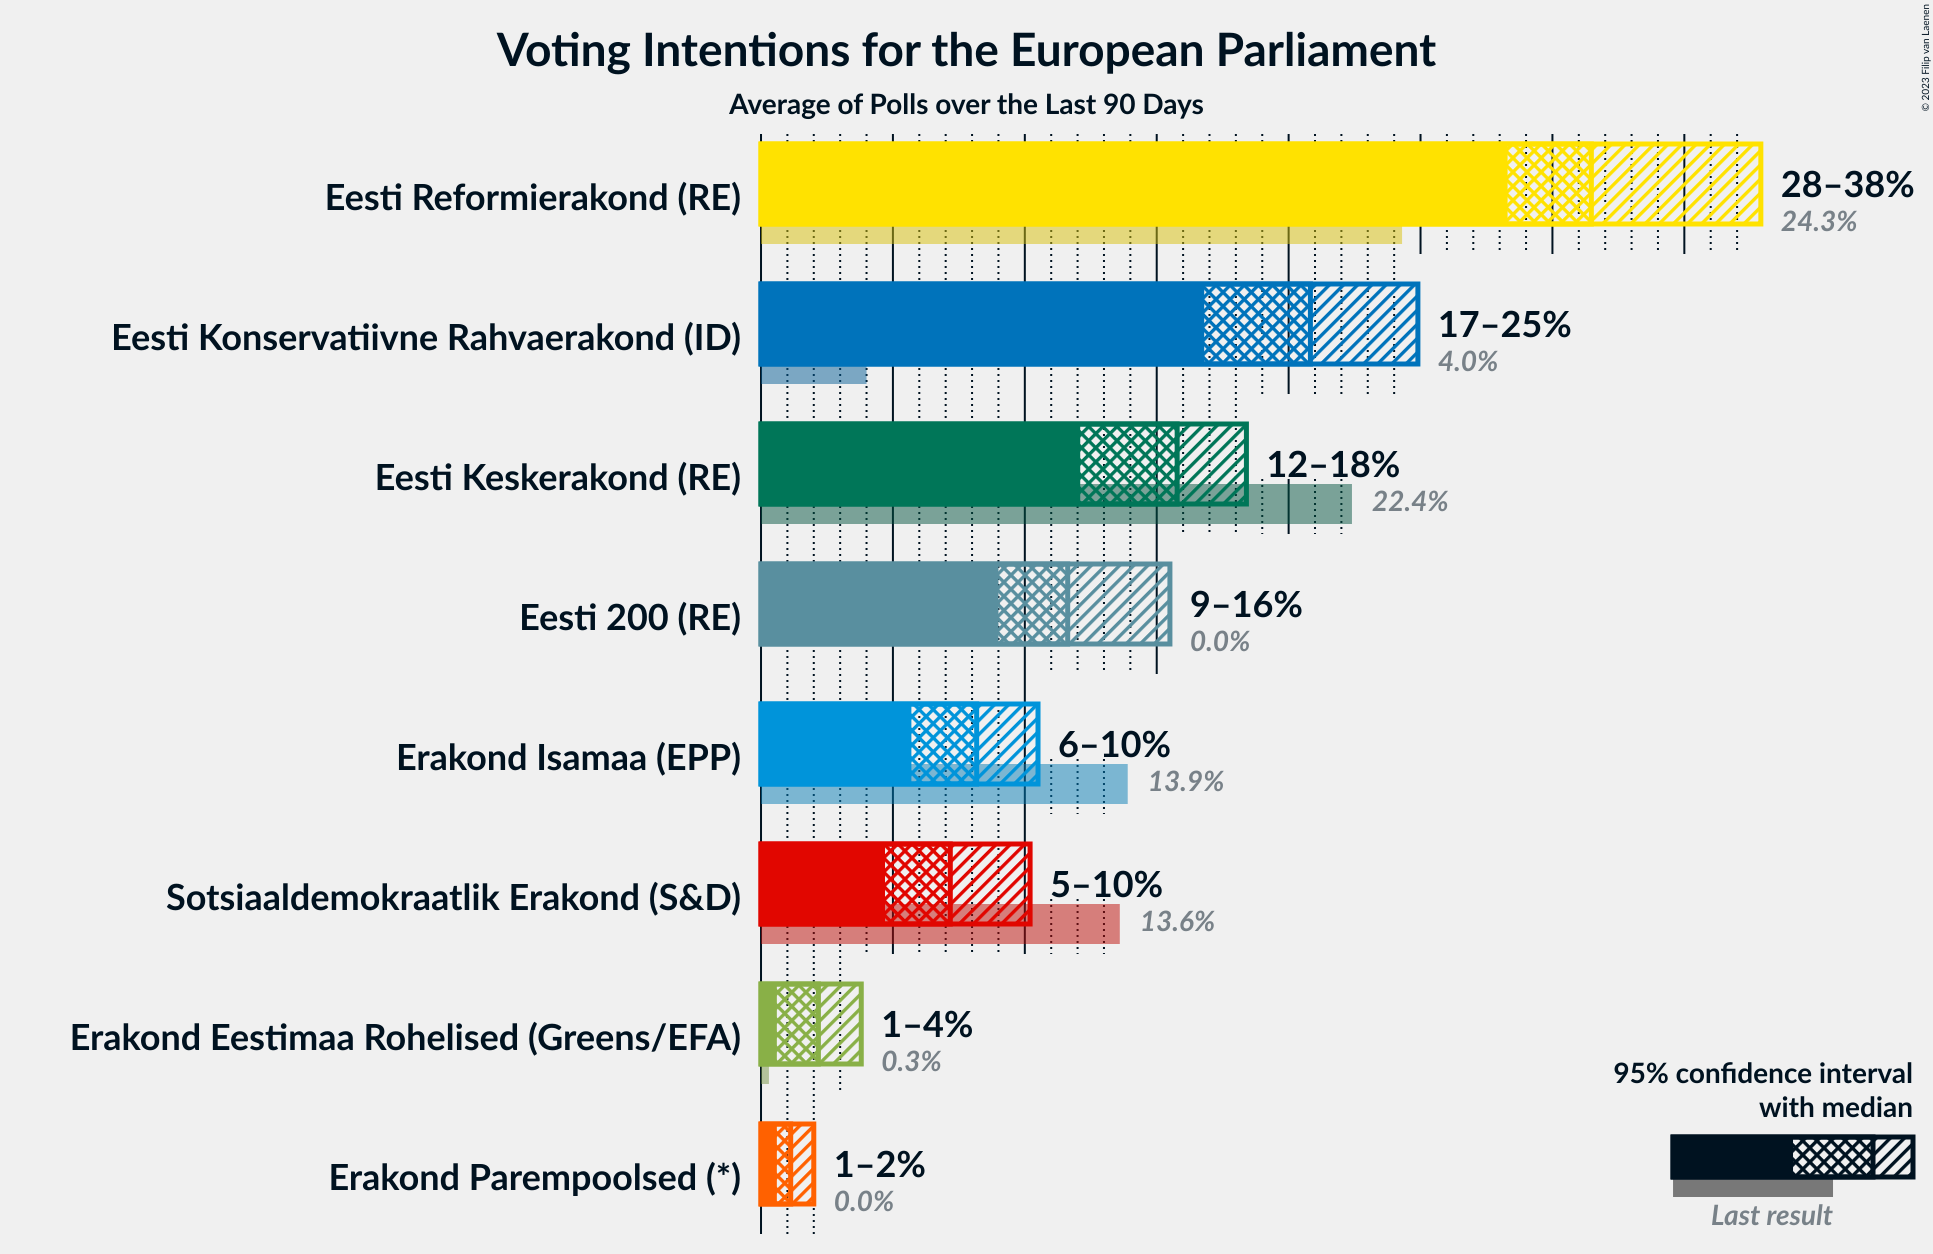 Voting Intentions for the European Parliament
Average of Polls over the Last 90 Days
© 2023 Filip van Laenen
Eesti Reformierakond (RE)
28–38%
24.3%
Eesti Konservatiivne Rahvaerakond (ID)
17–25%
4.0%
Eesti Keskerakond (RE)
12–18%
22.4%
Eesti 200 (RE)
9–16%
0.0%
Erakond Isamaa (EPP)
6–10%
13.9%
Sotsiaaldemokraatlik Erakond (S&D)
5–10%
13.6%
Erakond Eestimaa Rohelised (Greens/EFA)
1–4%
0.3%
Erakond Parempoolsed (*)
1–2%
0.0%
95% confidence interval
with median
Last result